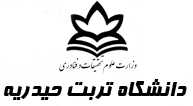 وزارت علوم تحقیقات و فناوری
دانشگاه تربت حیدریه